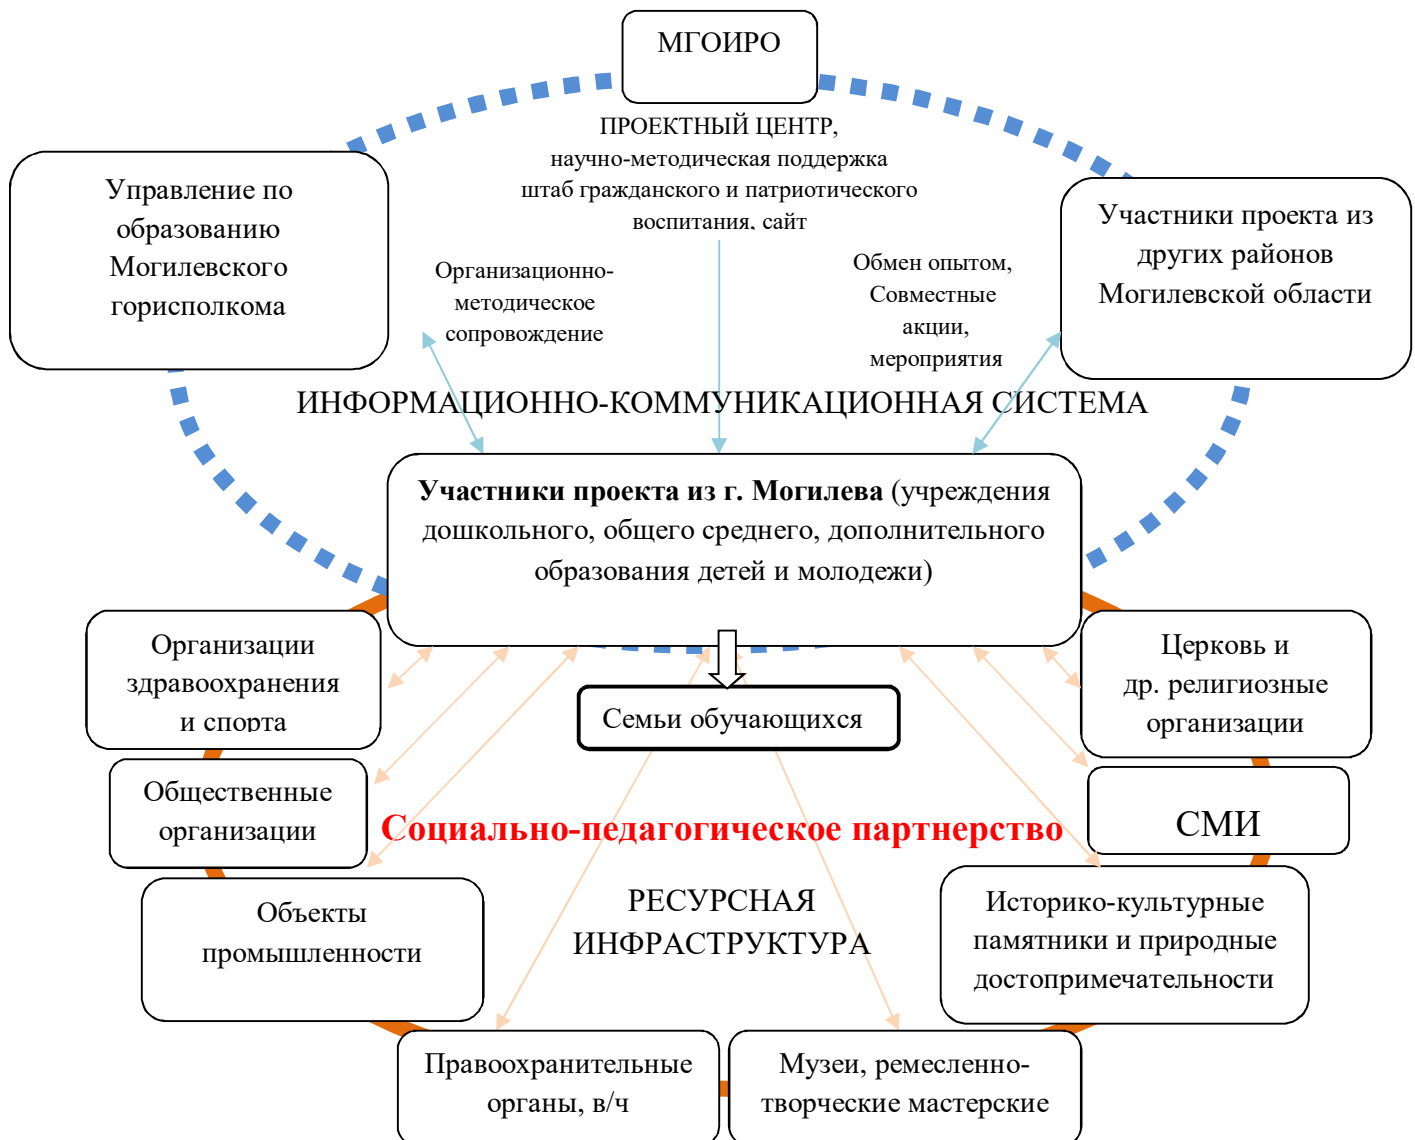 МГОИРО
ПРОЕКТНЫЙ ЦЕНТР,
научно-методическая поддержка
штаб гражданского и патриотического
воспитания, сайт
Управление по
образованию
Могилевского
горисполкома
Участники проекта из
других районов
Могилевской области
Организационно-
методическое
сопровождение
Обмен опытом,
Совместные
акции,
мероприятия
ИНФОРМАЦИОННО-КОММУНИКАЦИОННАЯ СИСТЕМА
Участники проекта из г. Могилева (учреждения
дошкольного, общего среднего, дополнительного
образования детей и молодежи)
Организации
здравоохранения
и спорта
Семьи обучающихся
Церковь и
др. религиозные
организации
Общественные
организации
Социально-педагогическое партнерство
СМИ
Объекты
промышленности
РЕСУРСНАЯ
ИНФРАСТРУКТУРА
Историко-культурные
памятники и природные
достопримечательности
Правоохранительные
органы, в/ч
Музеи, ремесленно-
творческие мастерские